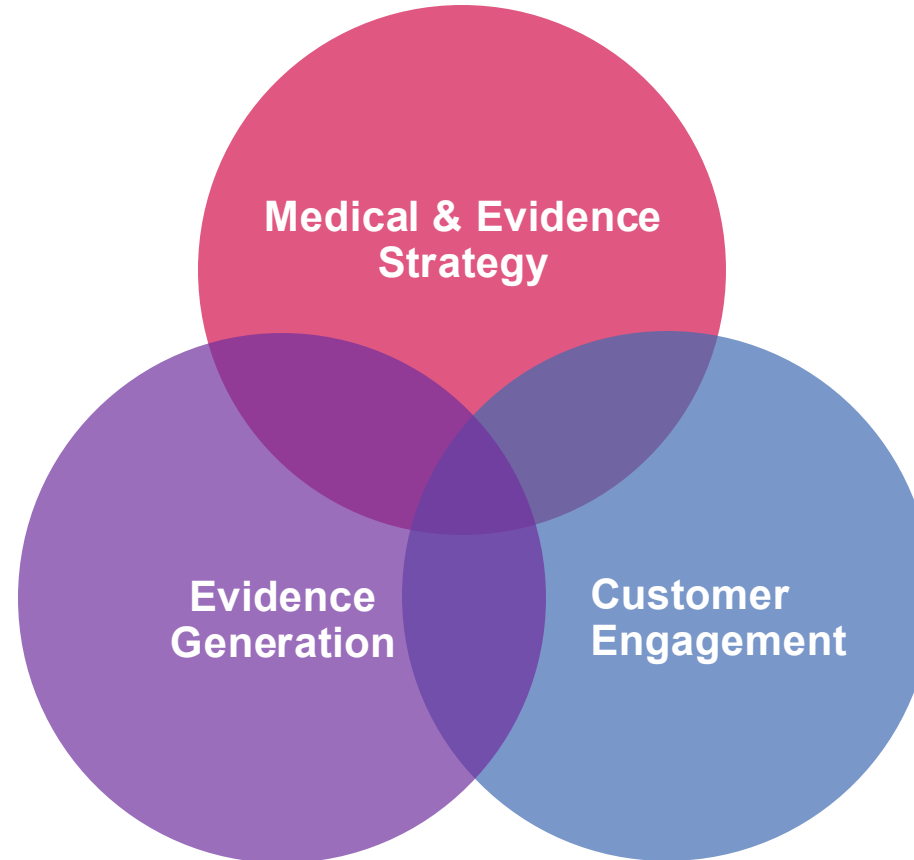 Medical & Evidence
Strategy
Evidence
Generation
Customer
Engagement